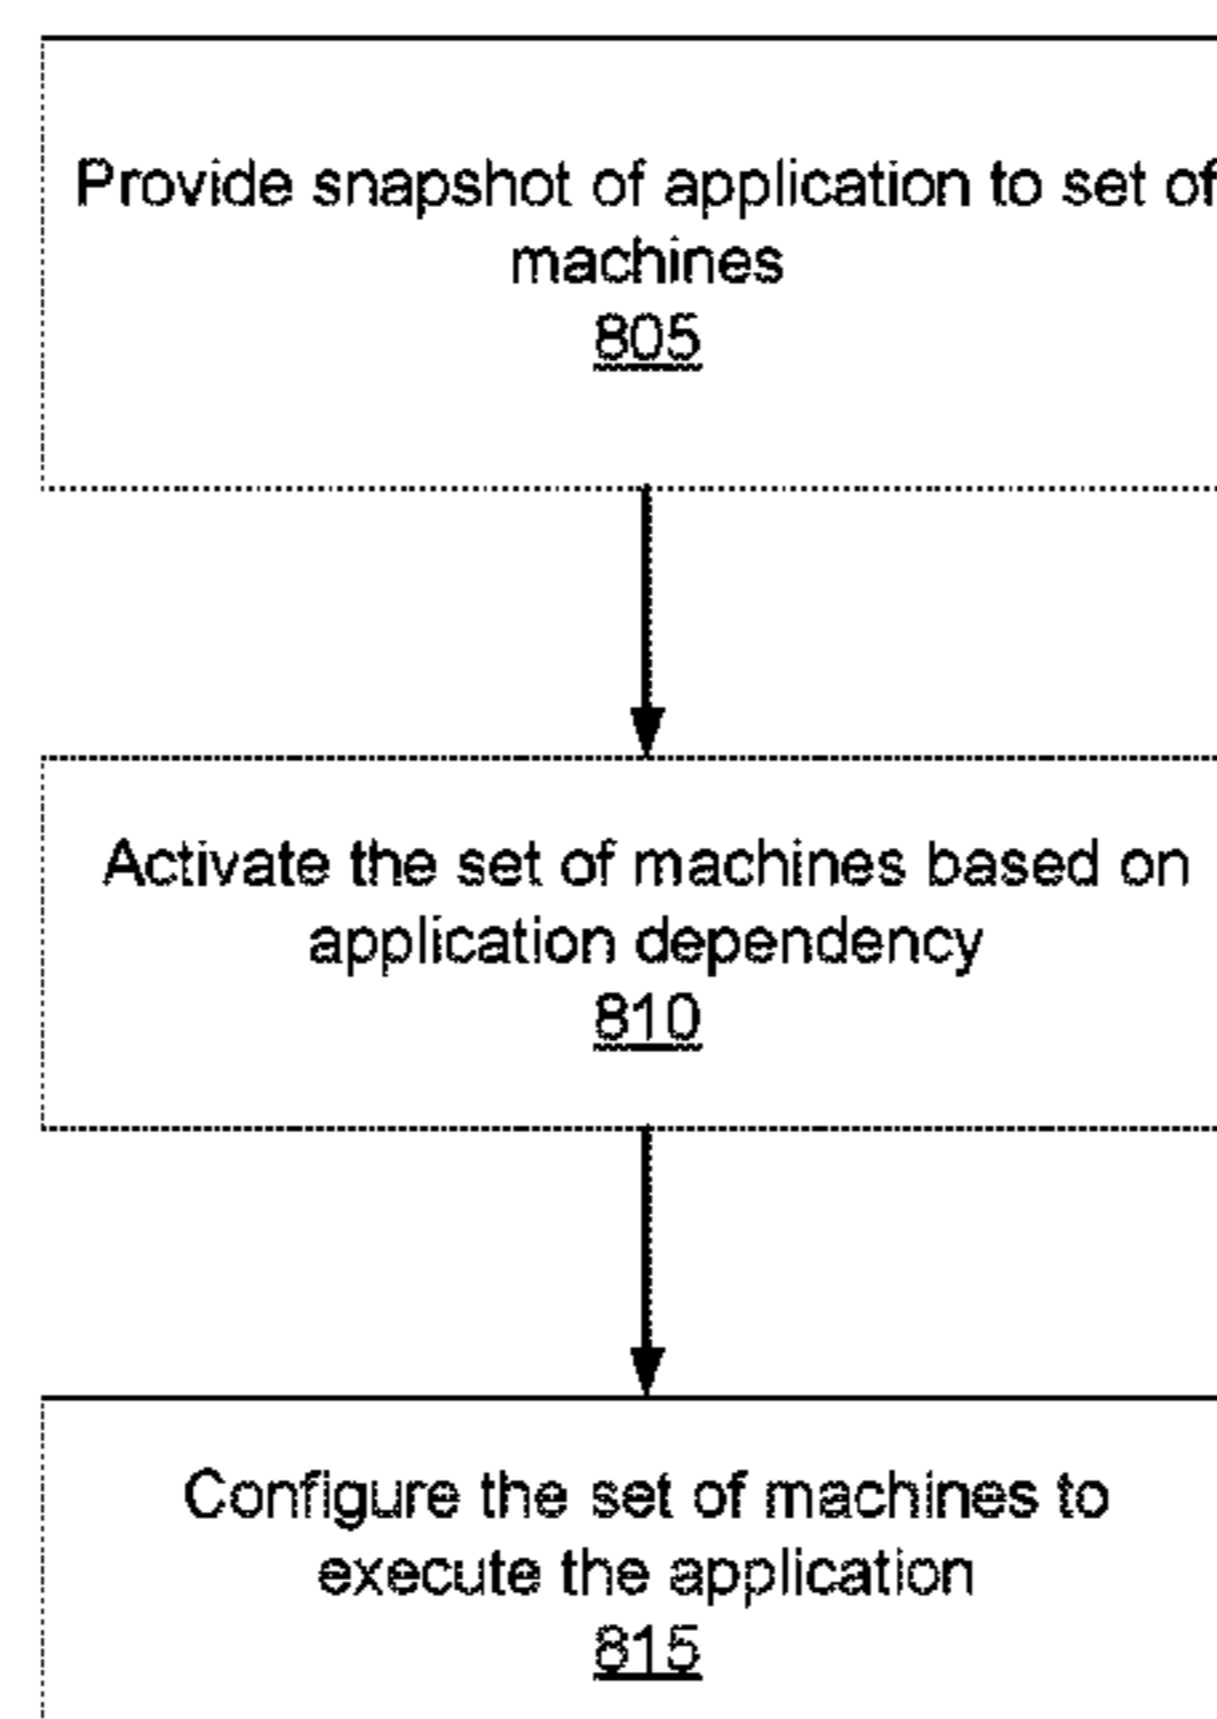 Provide snapshot of application to set of
machines
805
Activate the set of machines based on
application dependency
810
Configure the set of machines to
execute the application
815